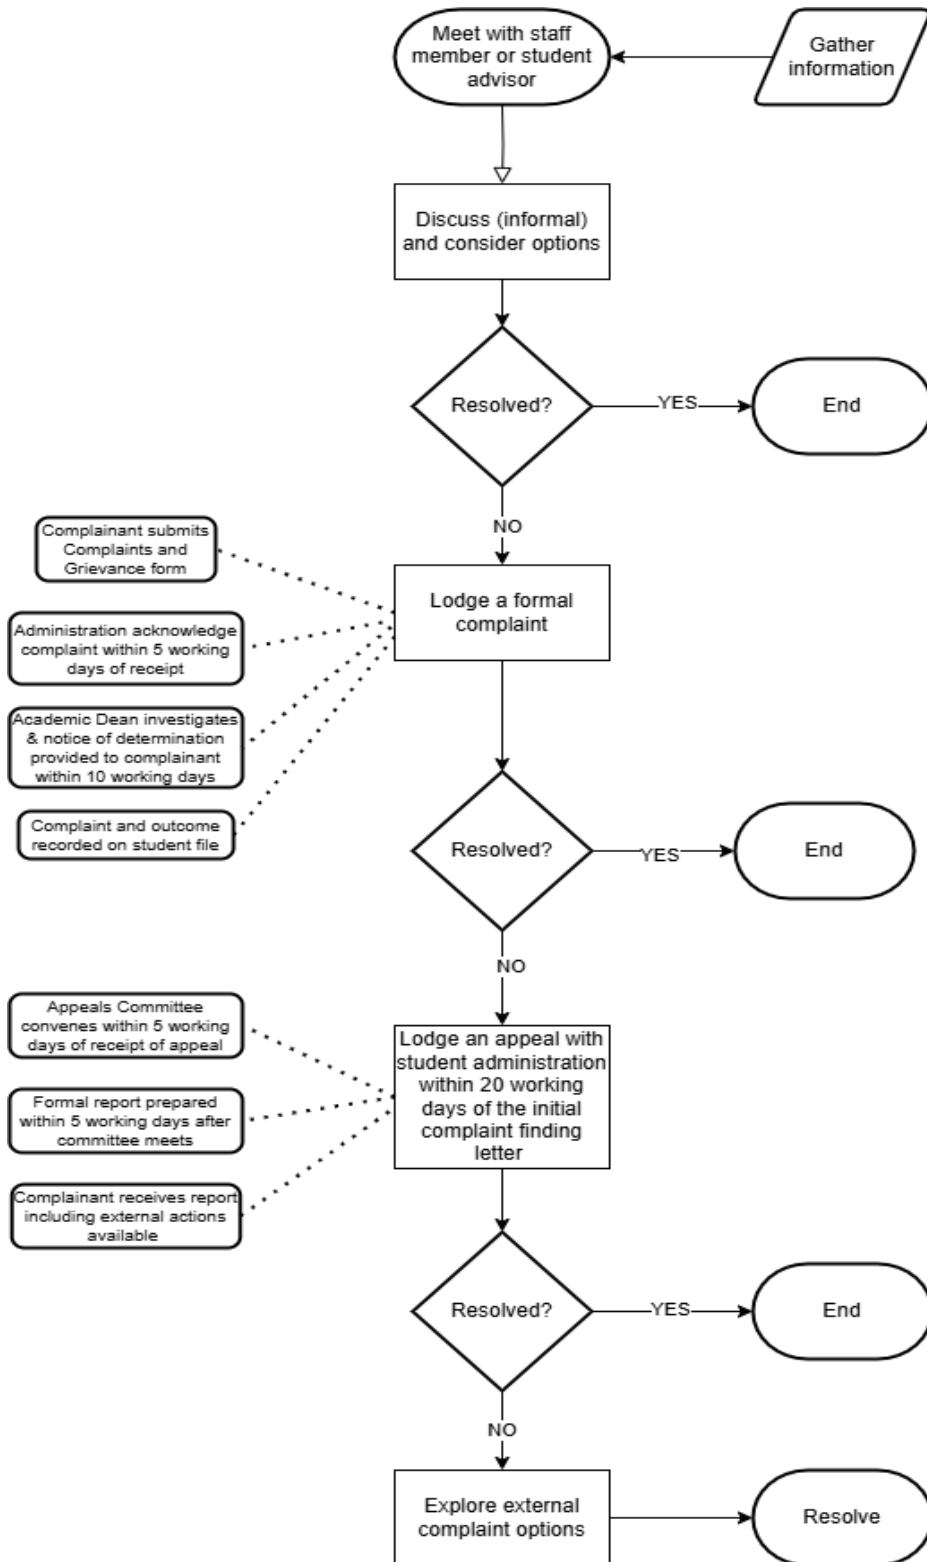 Meet with staff
member or student
advisor
Gather
information
Discuss (informal)
and consider options
Resolved?
YES
End
NO
Complainant submits
Complaints and
Grievance form
Administration acknowledge
complaint within 5 working
days of receipt
Academic Dean investigates
& notice of determination
provided to complainant
within 10 working days
Complaint and outcome
recorded on student file
Lodge a formal
complaint
Resolved?
YES
End
NO
Appeals Committee
convenes within 5 working
days of receipt of appeal
Formal report prepared
within 5 working days after
committee meets
Complainant receives report
including external actions
available
Lodge an appeal with
student administration
within 20 working
days of the initial
complaint finding
letter
Resolved?
YES
End
NO
Explore external
complaint options
Resolve